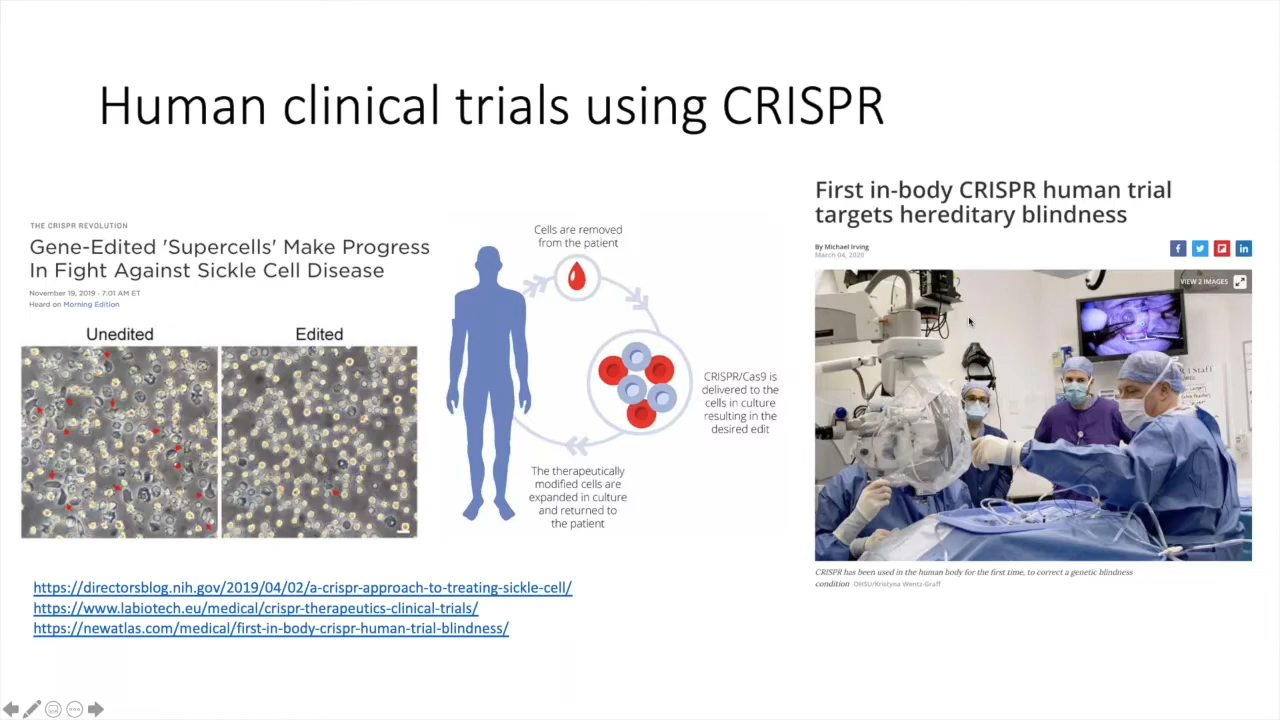 Human clinical trials using CRISPR
THE CRISPR REVOLUTION
Gene-Edited 'Supercells' Make Progress
In Fight Against Sickle Cell Disease
November 19, 2019 · 7:01 AM ET
Heard on Morning Edition
Unedited
Edited
Cells are removed
from the patient
CRISPR/Cas9 is
delivered to the
cells in culture
resulting in the
desired edit
The therapeutically
modified cells are
expanded in culture
and returned to
the patient
First in-body CRISPR human trial
targets hereditary blindness
By Michael Irving
March 04, 2020
VIEW 2 IMAGES
CRISPR has been used in the human body for the first time, to correct a genetic blindness
condition OHSU/Kristyna Wentz-Graff
https://directorsblog.nih.gov/2019/04/02/a-crispr-approach-to-treating-sickle-cell/
https://www.labiotech.eu/medical/crispr-therapeutics-clinical-trials/
https://newatlas.com/medical/first-in-body-crispr-human-trial-blindness/